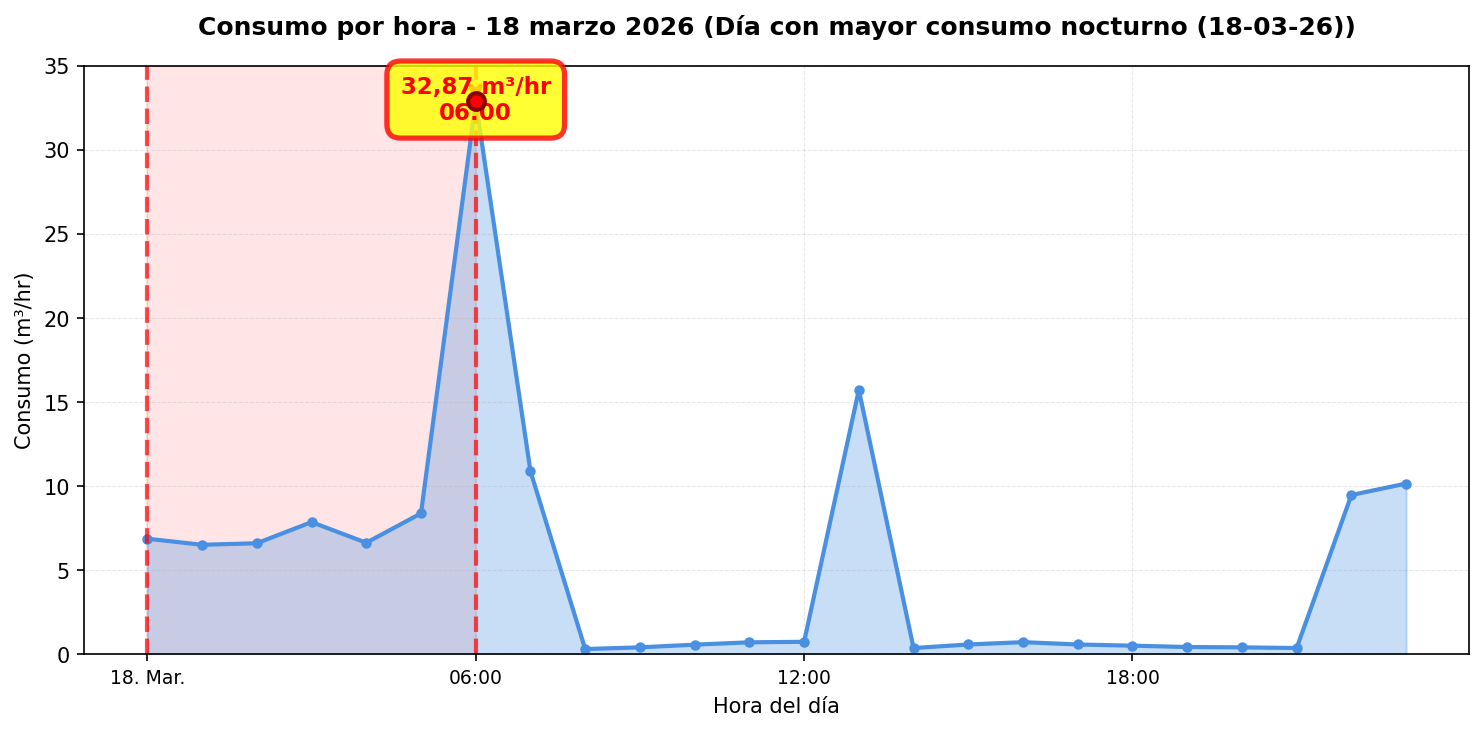 Consumo por hora - 18 marzo 2026 (Día con mayor consumo nocturno (18-03-26))
32,87 m³/hr
06:00
35
30
25
20
15
10
5
0
Consumo (m³/hr)
18. Mar.
06:00
12:00
18:00
Hora del día